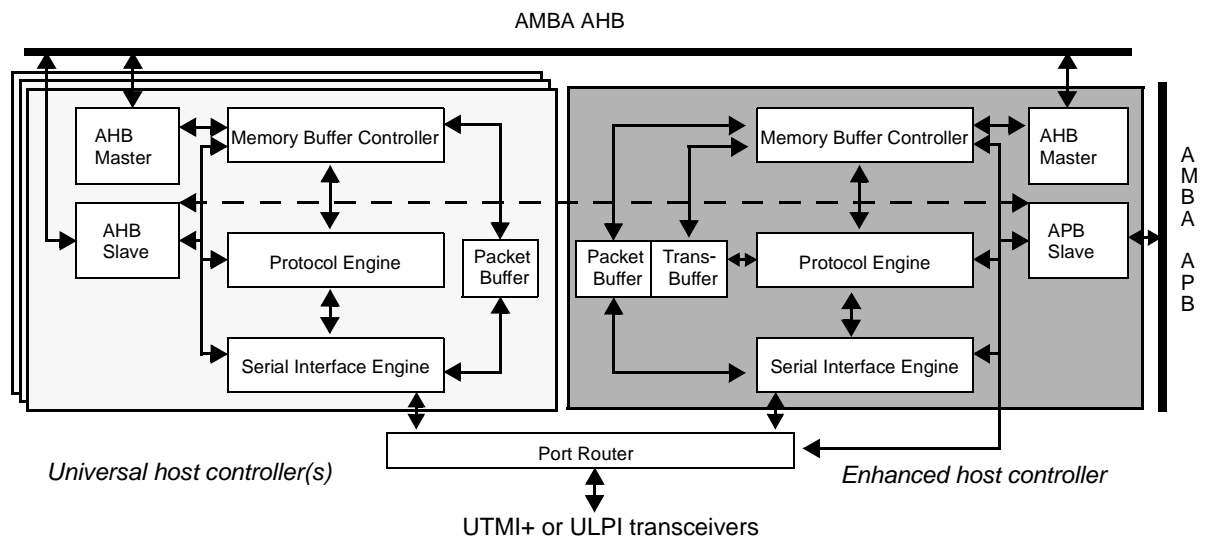 AMBA AHB
AHB
Master
Memory Buffer Controller
AHB
Slave
Protocol Engine
Packet
Buffer
Serial Interface Engine
Memory Buffer Controller
AHB
Master
Packet
Buffer
Trans-
Buffer
Protocol Engine
APB
Slave
Serial Interface Engine
AMBA APB
Port Router
Universal host controller(s)
Enhanced host controller
UTMI+ or ULPI transceivers